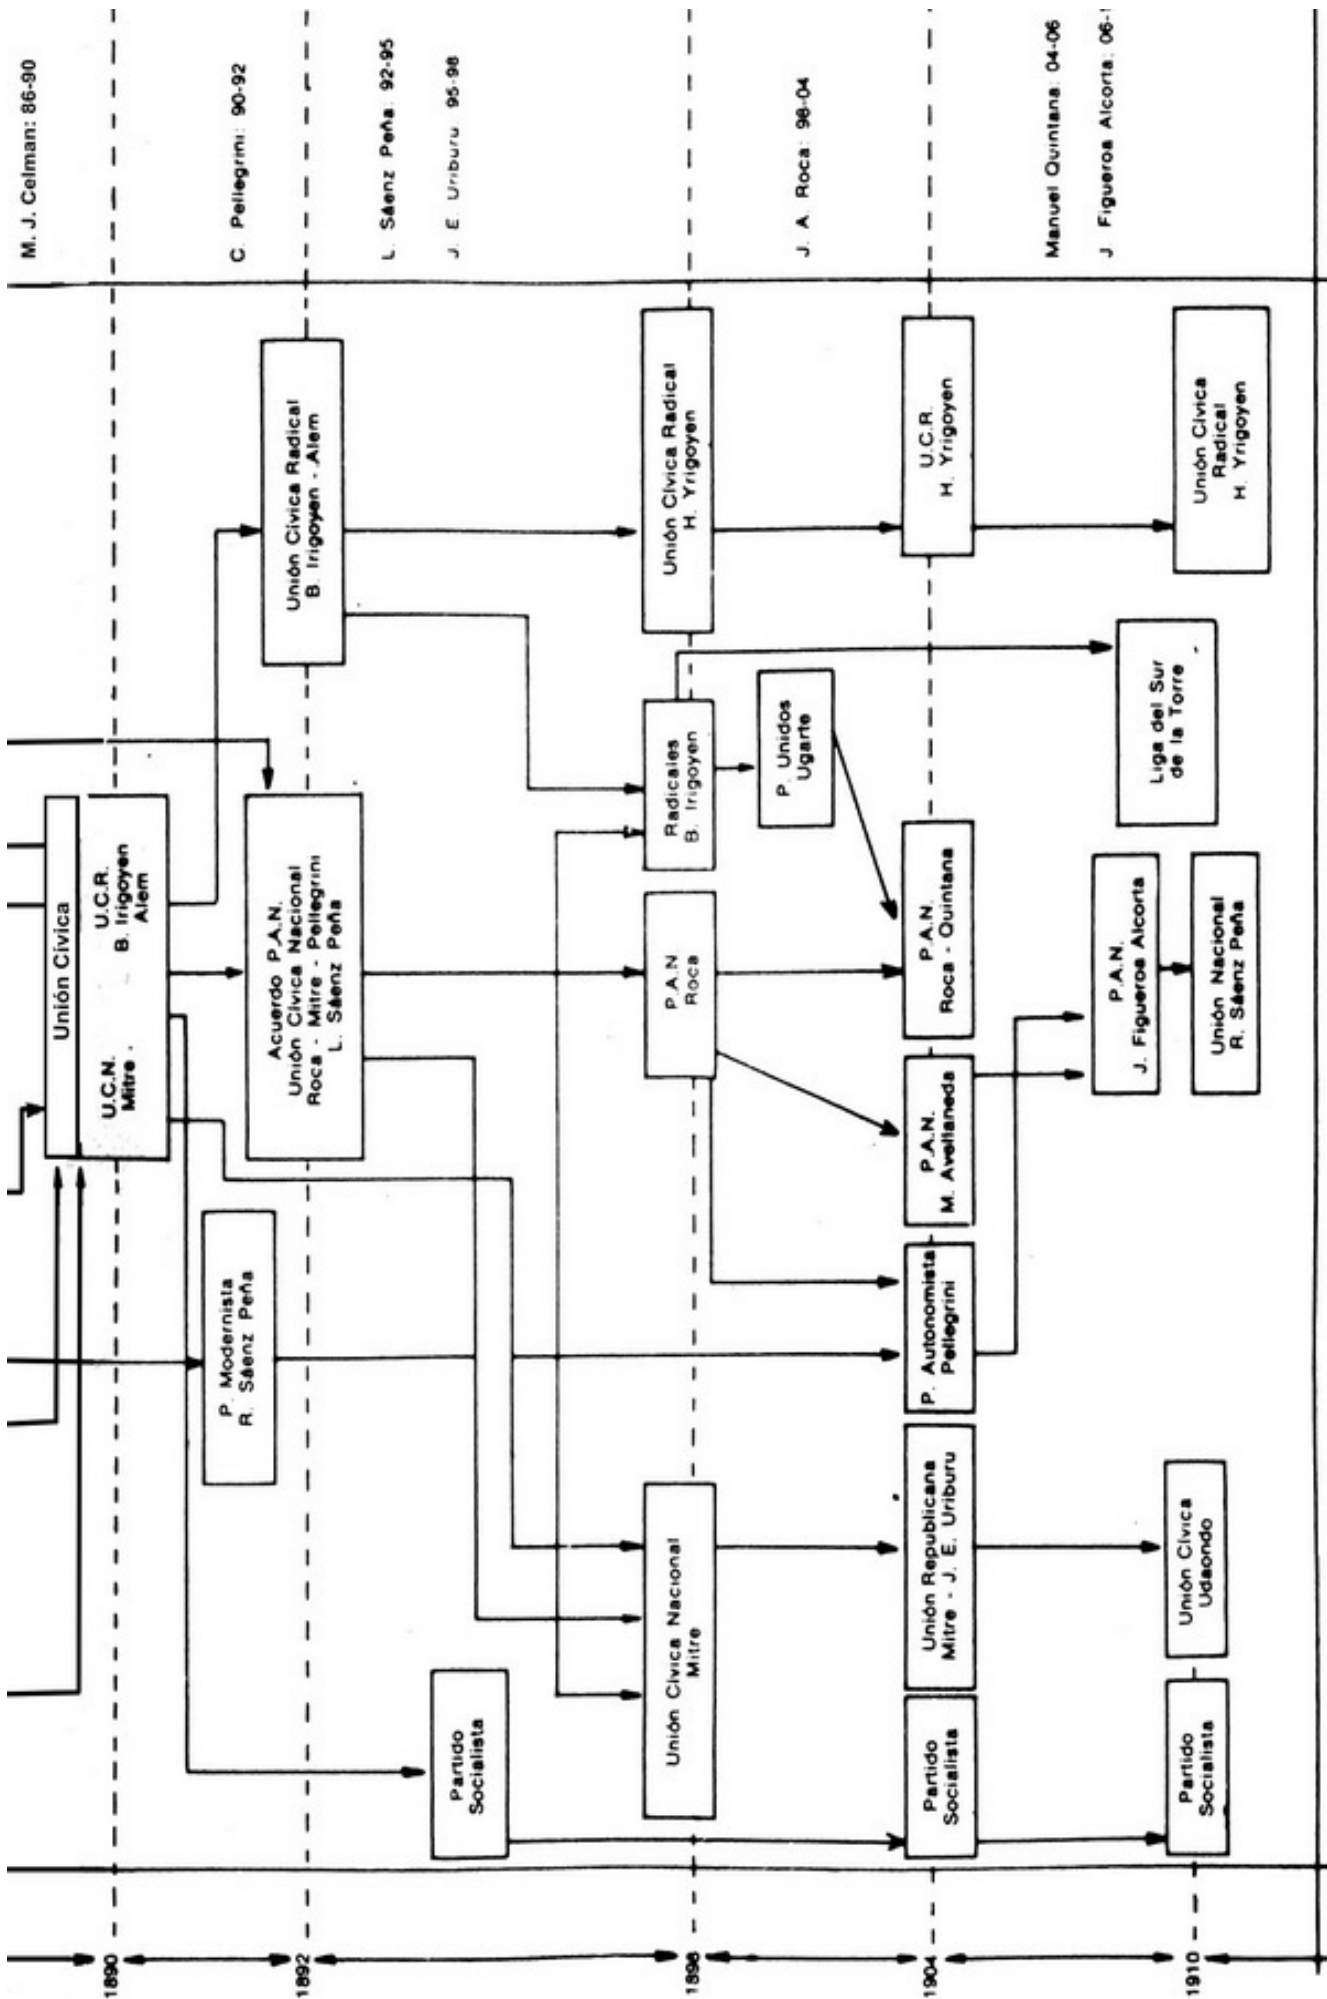 M. J. Celman: 86-90
Unión Cívica
1890
U.C.N.
Mitre .
U.C.R.
B. Irigoyen
Alem
P. Modernista
R. Sáenz Peña
C. Pellegrini: 90-92
1892
Acuerdo P.A.N.
Unión Cívica Nacional
Roca - Mitre - Pellegrini
L. Sáenz Peña
Unión Cívica Radical
B. Irigoyen - Alem
L. Sáenz Peña: 92-95
J. E. Uriburu: 95-98
Partido
Socialista
1898
Unión Cívica Nacional
Mitre
P.A.N
Roca
Radicales
B. Irigoyen
Unión Cívica Radical
H. Yrigoyen
P. Unidos
Ugarte
J. A. Roca: 98-04
1904
Partido
Socialista
Unión Republicana
Mitre - J. E. Uriburu
P. Autonomista
Pellegrini
P.A.N.
M. Avellaneda
P.A.N.
Roca - Quintana
U.C.R.
H. Yrigoyen
Manuel Quintana: 04-06
J Figueroa Alcorta: 06-
P.A.N.
J. Figueroa Alcorta
Liga del Sur
de la Torre
1910
Partido
Socialista
Unión Cívica
Udaondo
Unión Nacional
R. Sáenz Peña
Unión Cívica
Radical
H. Yrigoyen